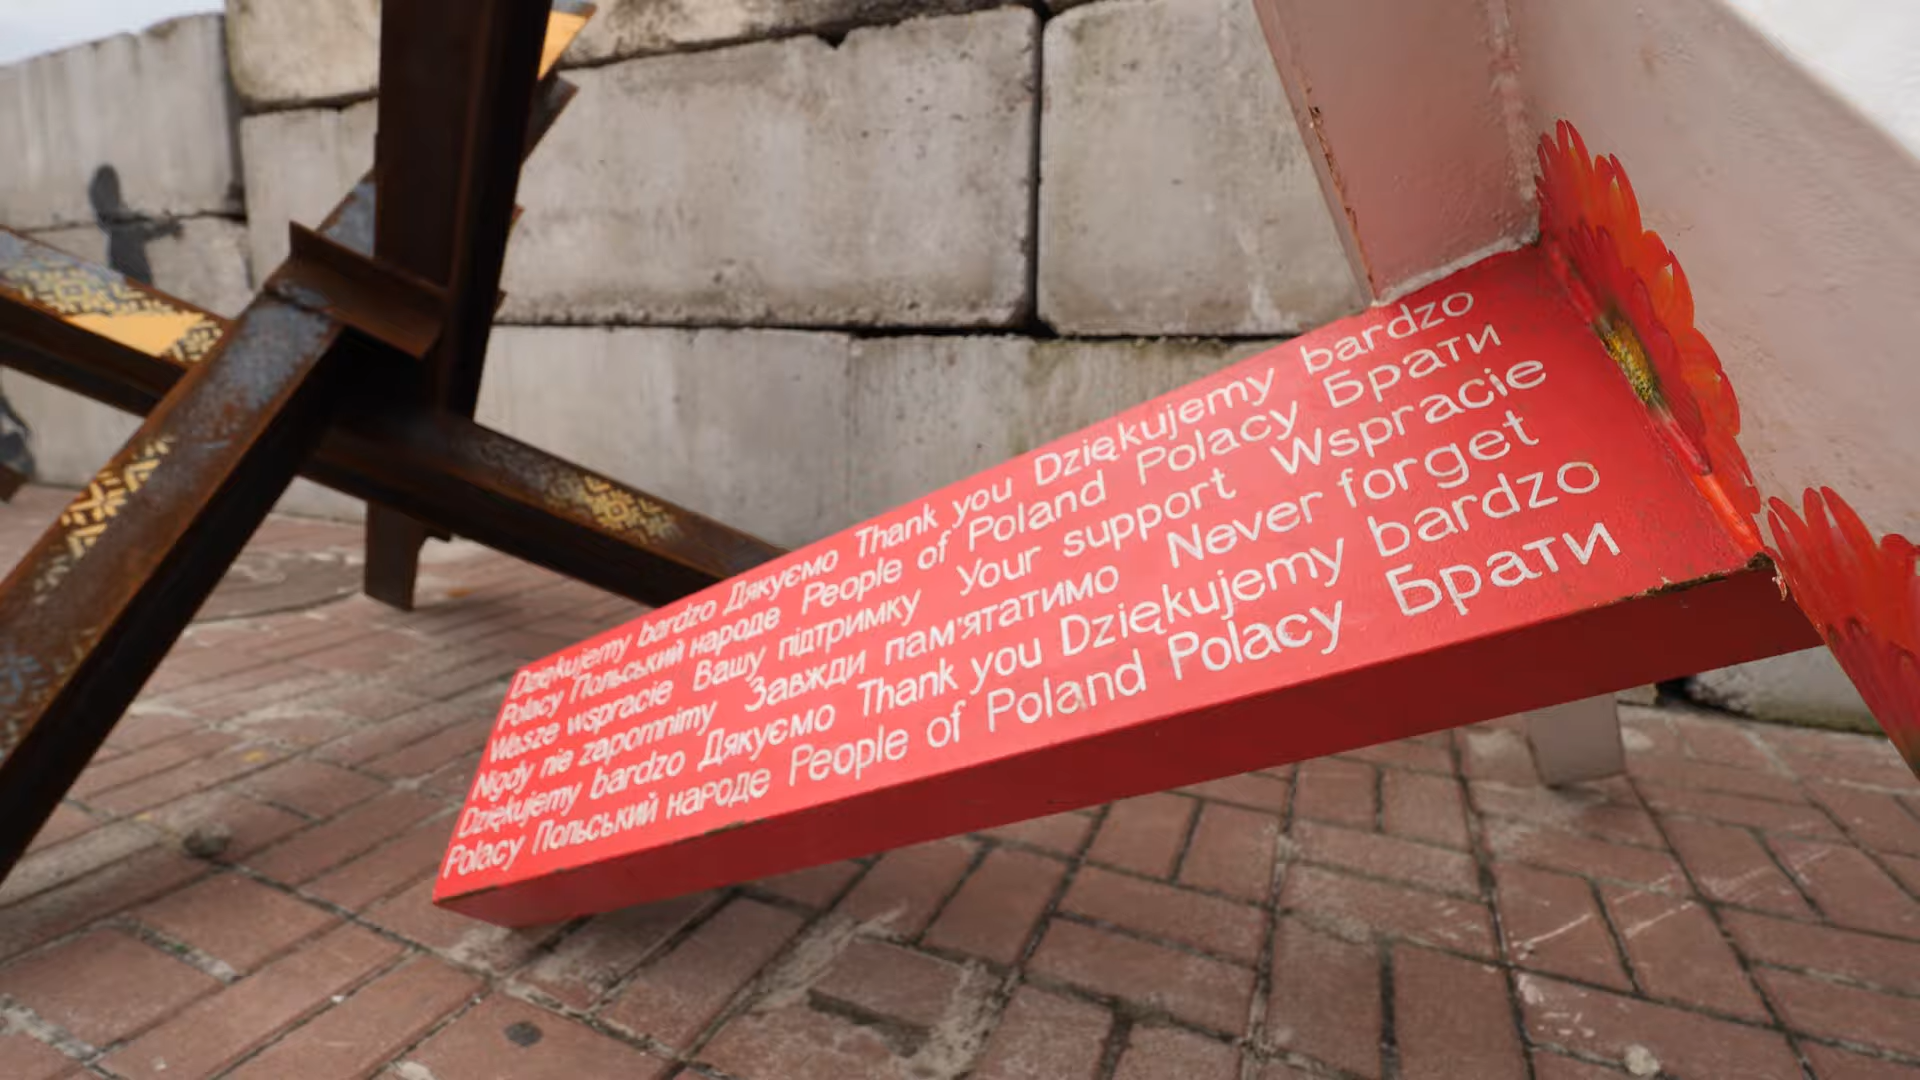 Dziękujemy bardzo Дякуємо Thank you Dziękujemy bardzo
Polacy Польський народе People of Poland Polacy Брати
Wasze wspracie Вашу підтримку Your support Wspracie
Nigdy nie zapomnimy Завжди пам'ятатимо Never forget
Dziękujemy bardzo Дякуємо Thank you Dziękujemy bardzo
Polacy Польський народе People of Poland Polacy Брати